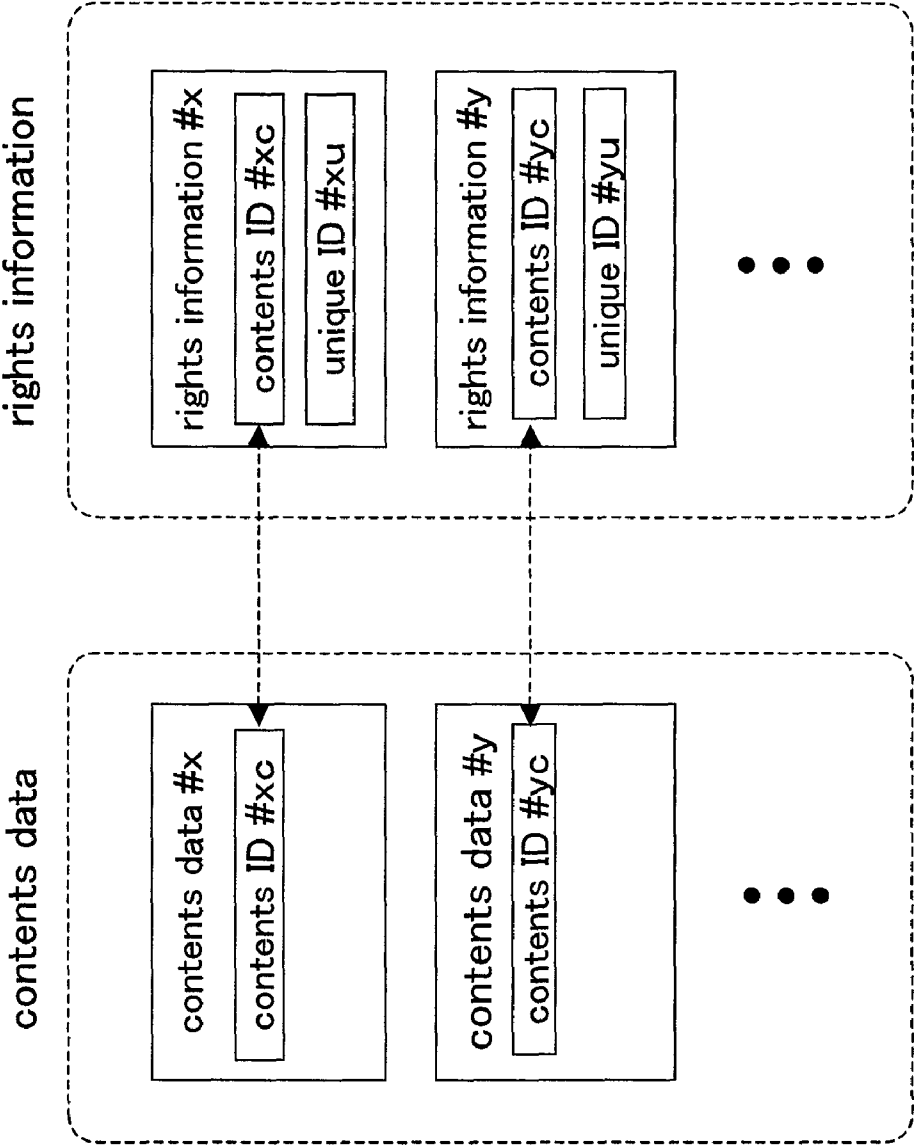 contents data
contents data #x
contents ID #xc
contents data #y
contents ID #yc
rights information
rights information #x
contents ID #xc
unique ID #xu
rights information #y
contents ID #yc
unique ID #yu